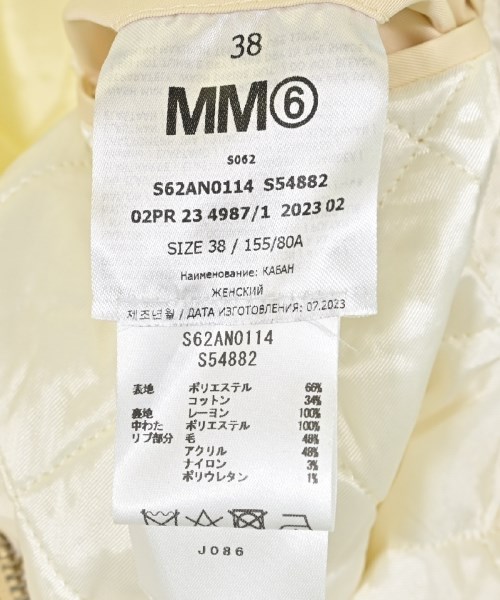 38
MM⑥
S062
S62AN0114 S54882
02PR 23 4987/1 2023 02
SIZE 38 / 155/80A
Наименование: КАБАН
ЖЕНСКИЙ
제조년월 / ДАТА ИЗГОТОВЛЕНИЯ: 07.2023
S62AN0114
S54882
表地 ポリエステル 66%
コットン 34%
裏地 レーヨン 100%
中わた ポリエステル 100%
リブ部分 毛 48%
アクリル 48%
ナイロン 3%
ポリウレタン 1%
J086